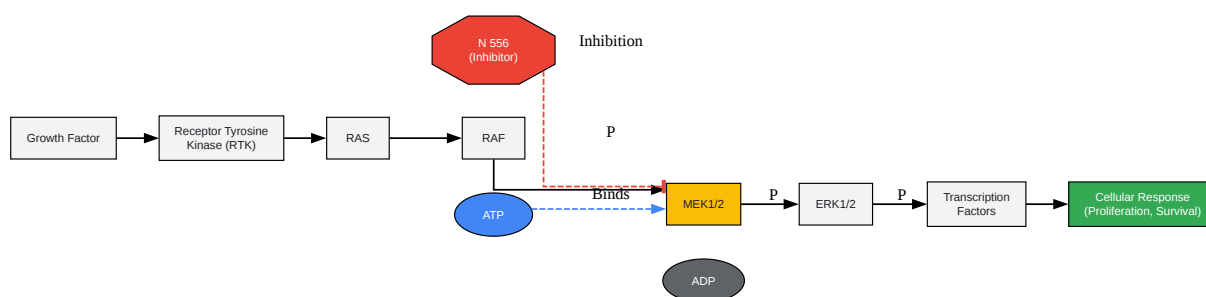 N 556
(Inhibitor)
Inhibition
Growth Factor
Receptor Tyrosine
Kinase (RTK)
RAS
RAF
P
Binds
ATP
MEK1/2
P
ERK1/2
P
Transcription
Factors
Cellular Response
(Proliferation, Survival)
ADP